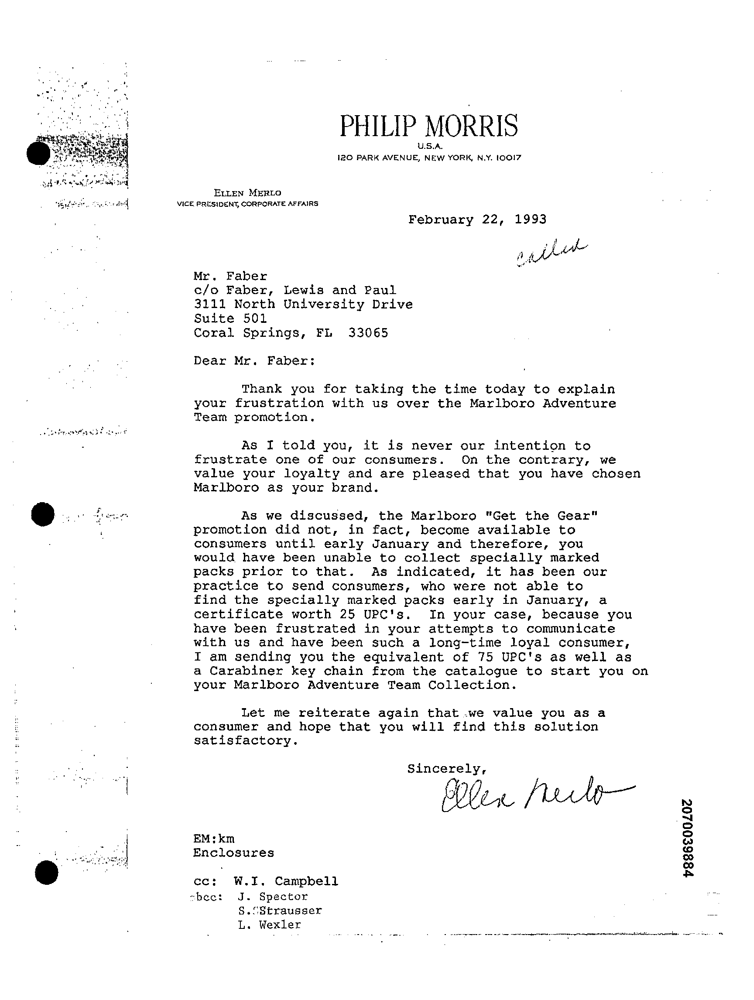 PHILIP MORRIS
U.S.A.
120 PARK AVENUE, NEW YORK, N.Y. 10017
ELLEN MERLO
VICE PRESIDENT, CORPORATE AFFAIRS
February 22, 1993
called
Mr. Faber
c/o Faber, Lewis and Paul
3111 North University Drive
Suite 501
Coral Springs, FL 33065
Dear Mr. Faber:
Thank you for taking the time today to explain
your frustration with us over the Marlboro Adventure
Team promotion.
As I told you, it is never our intention to
frustrate one of our consumers. On the contrary, we
value your loyalty and are pleased that you have chosen
Marlboro as your brand.
As we discussed, the Marlboro "Get the Gear"
promotion did not, in fact, become available to
consumers until early January and therefore, you
would have been unable to collect specially marked
packs prior to that. As indicated, it has been our
practice to send consumers, who were not able to
find the specially marked packs early in January, a
certificate worth 25 UPC's. In your case, because you
have been frustrated in your attempts to communicate
with us and have been such a long-time loyal consumer,
I am sending you the equivalent of 75 UPC's as well as
a Carabiner key chain from the catalogue to start you on
your Marlboro Adventure Team Collection.
Let me reiterate again that we value you as a
consumer and hope that you will find this solution
satisfactory.
Sincerely,
Ellen Merlo
EM:km
Enclosures
cc: W.I. Campbell
bcc: J. Spector
S. Strausser
L. Wexler
2070039884